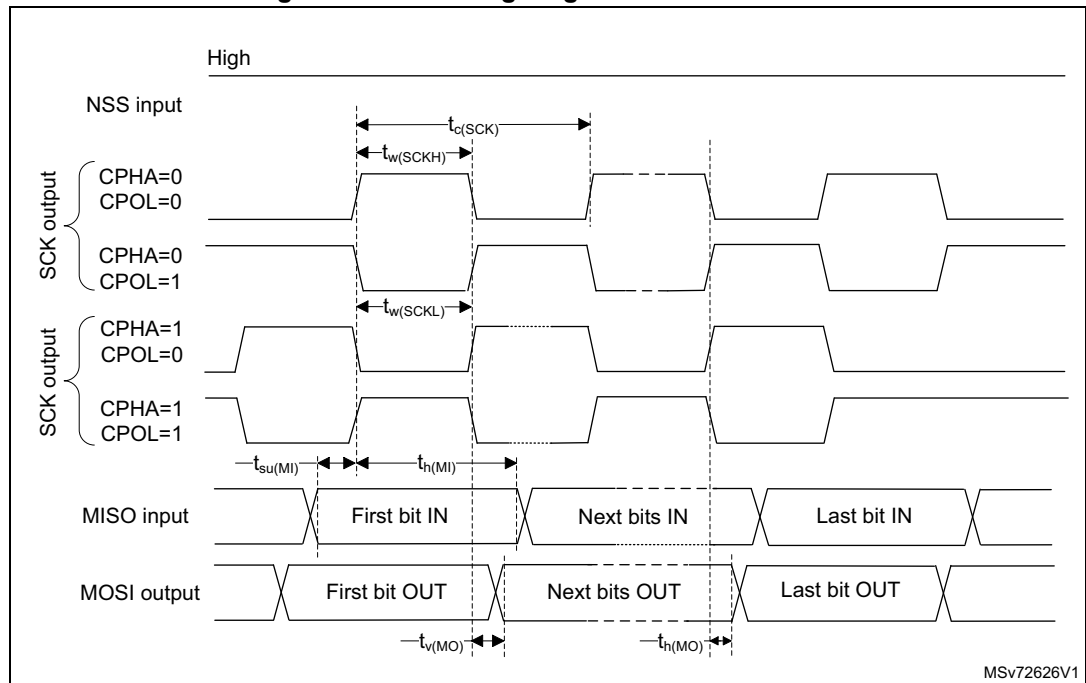 High
NSS input
tc(SCK)
tw(SCKH)
SCK output
CPHA=0
CPOL=0
CPHA=0
CPOL=1
tw(SCKL)
SCK output
CPHA=1
CPOL=0
CPHA=1
CPOL=1
tsu(MI)
th(MI)
MISO input
First bit IN
Next bits IN
Last bit IN
MOSI output
First bit OUT
Next bits OUT
Last bit OUT
tv(MO)
th(MO)
MSv72626V1